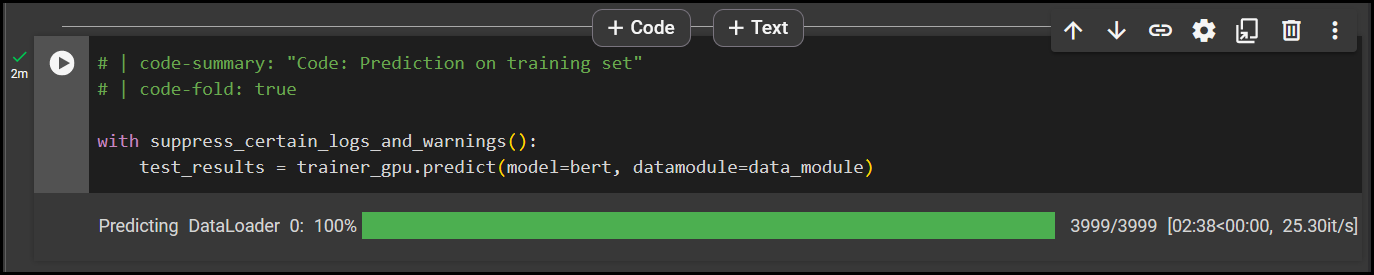 + Code + Text
2m
# | code-summary: "Code: Prediction on training set"
# | code-fold: true
with suppress_certain_logs_and_warnings():
test_results = trainer_gpu.predict(model=bert, datamodule=data_module)
Predicting DataLoader 0: 100% 3999/3999 [02:38<00:00, 25.30it/s]